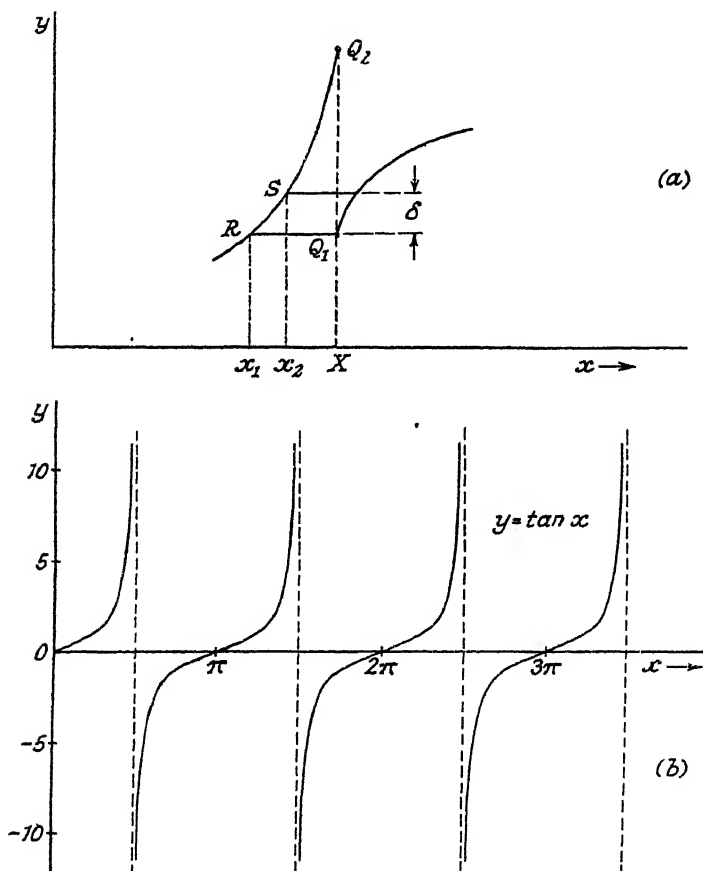 y
Q₂
(a)
S
δ
R
Q₁
x₁ x₂ X x→
y
10
y=tan x
5
0
π 2π 3π x→
-5
(b)
-10